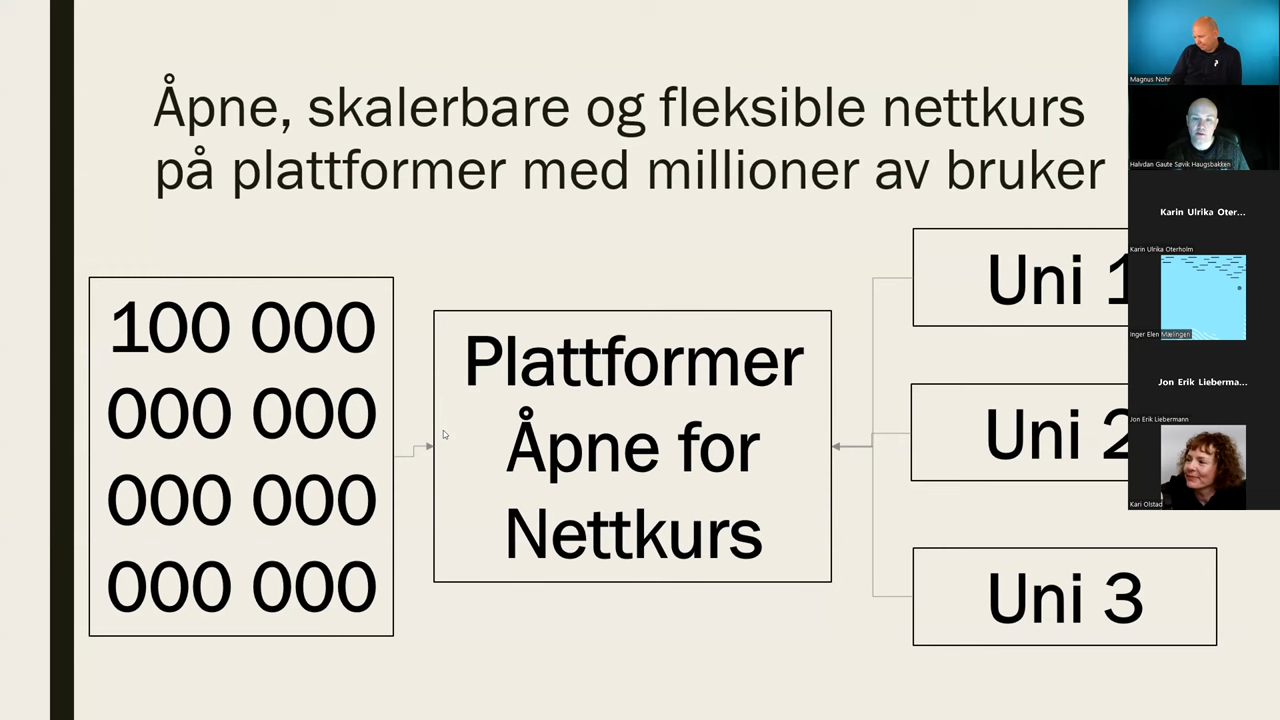 Åpne, skalerbare og fleksible nettkurs
på plattformer med millioner av bruker
100 000
000 000
000 000
000 000
Plattformer
Åpne for
Nettkurs
Uni 1
Uni 2
Uni 3
Magnus Nohr
Halvdan Gaute Søvik Haugsbakken
Karin Ulrika Oter...
Karin Ulrika Oterholm
Inger Elen Mælingen
Jon Erik Lieberma...
Jon Erik Liebermann
Kari Olstad